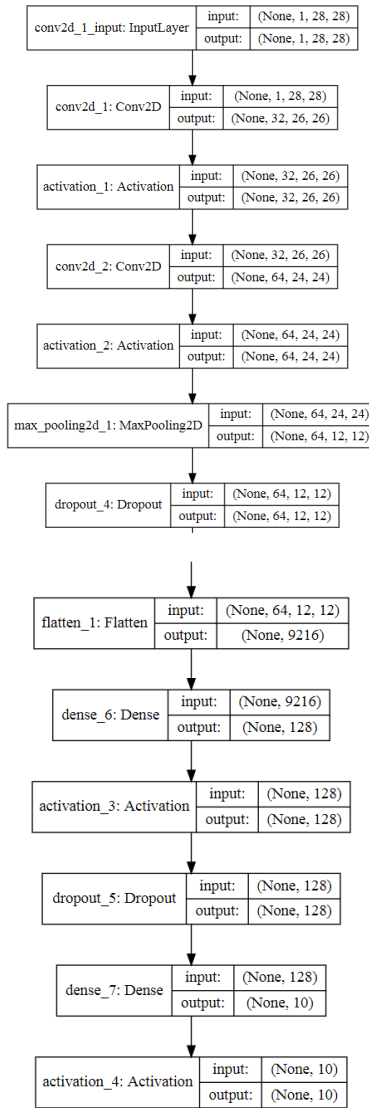 conv2d_1_input: InputLayer input: (None, 1, 28, 28)
output: (None, 1, 28, 28)
conv2d_1: Conv2D input: (None, 1, 28, 28)
output: (None, 32, 26, 26)
activation_1: Activation input: (None, 32, 26, 26)
output: (None, 32, 26, 26)
conv2d_2: Conv2D input: (None, 32, 26, 26)
output: (None, 64, 24, 24)
activation_2: Activation input: (None, 64, 24, 24)
output: (None, 64, 24, 24)
max_pooling2d_1: MaxPooling2D input: (None, 64, 24, 24)
output: (None, 64, 12, 12)
dropout_4: Dropout input: (None, 64, 12, 12)
output: (None, 64, 12, 12)
flatten_1: Flatten input: (None, 64, 12, 12)
output: (None, 9216)
dense_6: Dense input: (None, 9216)
output: (None, 128)
activation_3: Activation input: (None, 128)
output: (None, 128)
dropout_5: Dropout input: (None, 128)
output: (None, 128)
dense_7: Dense input: (None, 128)
output: (None, 10)
activation_4: Activation input: (None, 10)
output: (None, 10)